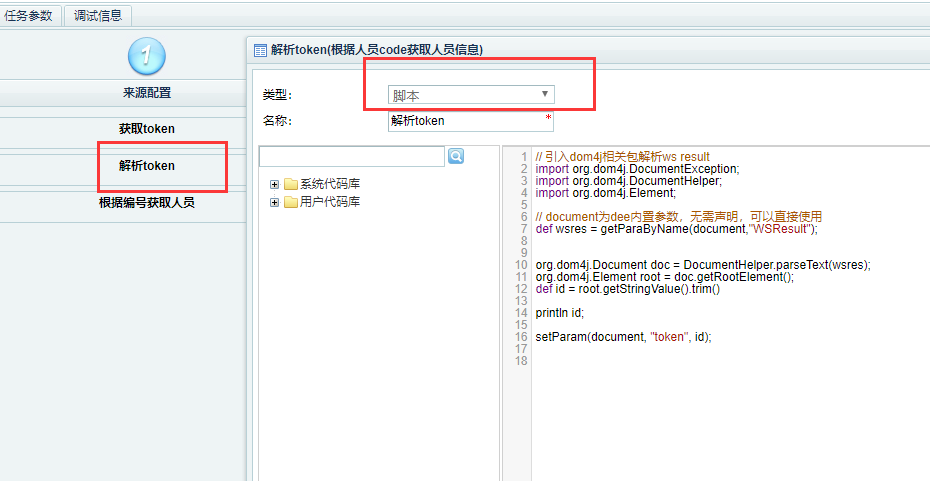 任务参数 调试信息
1
来源配置
获取token
解析token
根据编号获取人员
解析token(根据人员code获取人员信息)
类型：
脚本
名称：
解析token
*
系统代码库
用户代码库
1 // 引入dom4j相关包解析ws result
2 import org.dom4j.DocumentException;
3 import org.dom4j.DocumentHelper;
4 import org.dom4j.Element;
5
6 // document为dee内置参数，无需声明，可以直接使用
7 def wsres = getParaByName(document,"WSResult");
8
9
10 org.dom4j.Document doc = DocumentHelper.parseText(wsres);
11 org.dom4j.Element root = doc.getRootElement();
12 def id = root.getStringValue().trim()
13
14 println id;
15
16 setParam(document, "token", id);
17
18